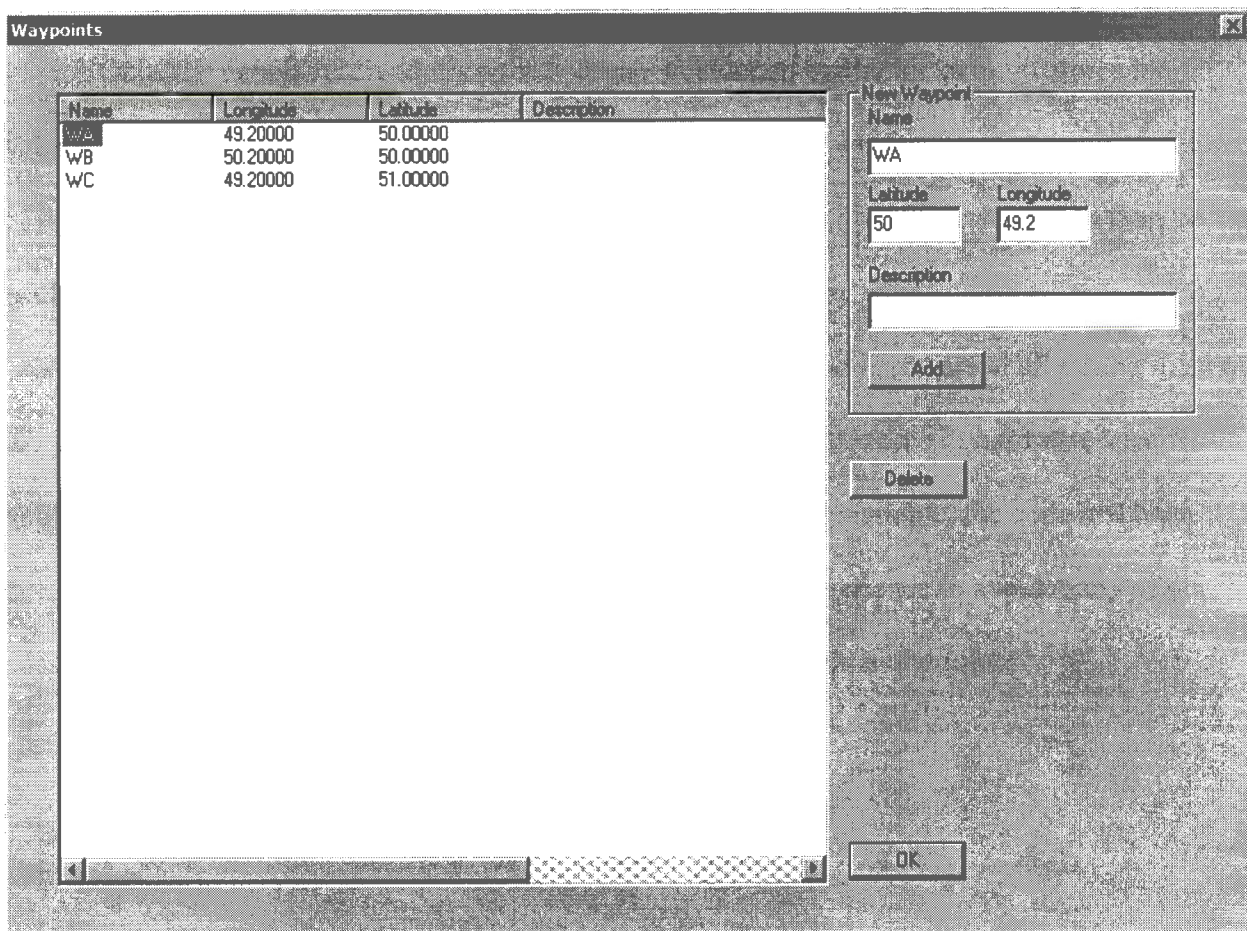 Waypoints
Name Longitude Latitude Description
WA 49.20000 50.00000
WB 50.20000 50.00000
WC 49.20000 51.00000
New Waypoint
Name
WA
Latitude Longitude
50 49.2
Description
Add
Delete
OK